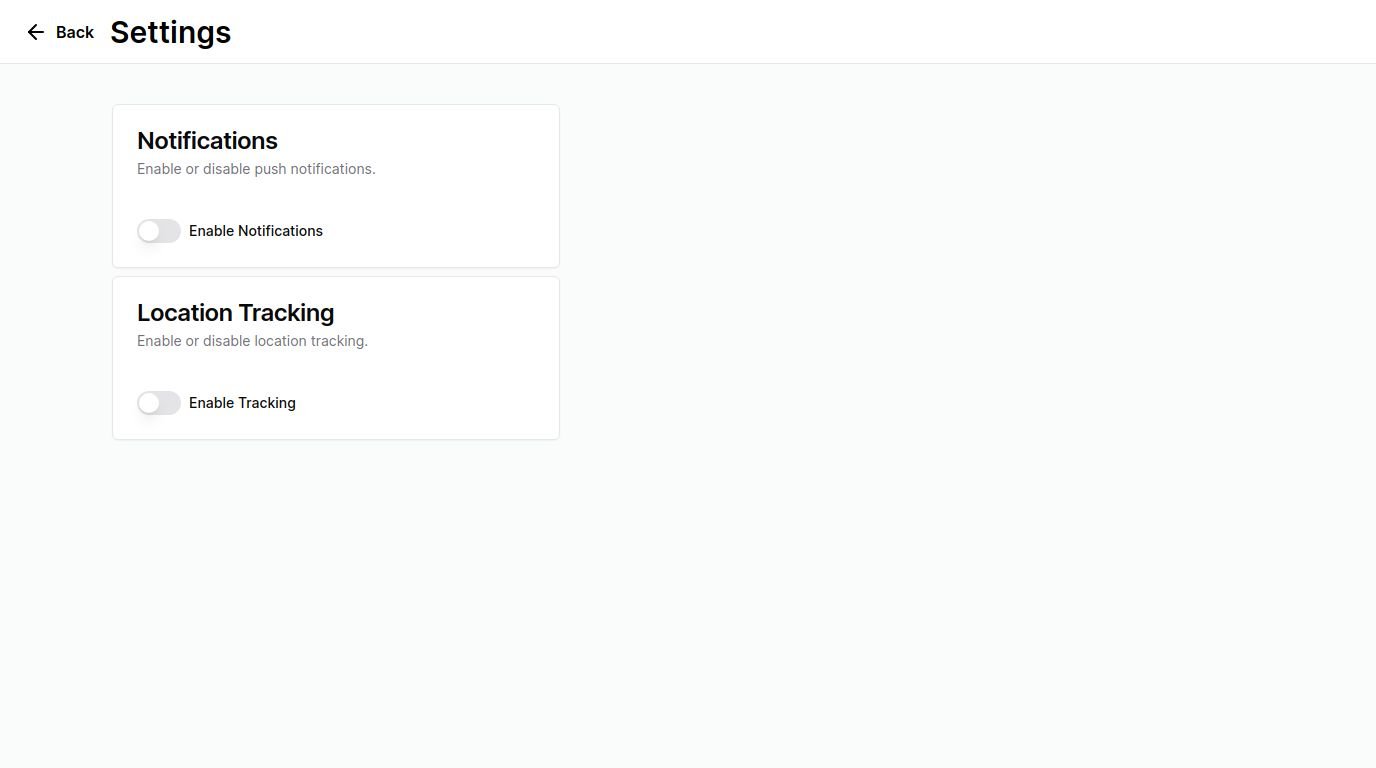 Back Settings
Notifications
Enable or disable push notifications.
Enable Notifications
Location Tracking
Enable or disable location tracking.
Enable Tracking